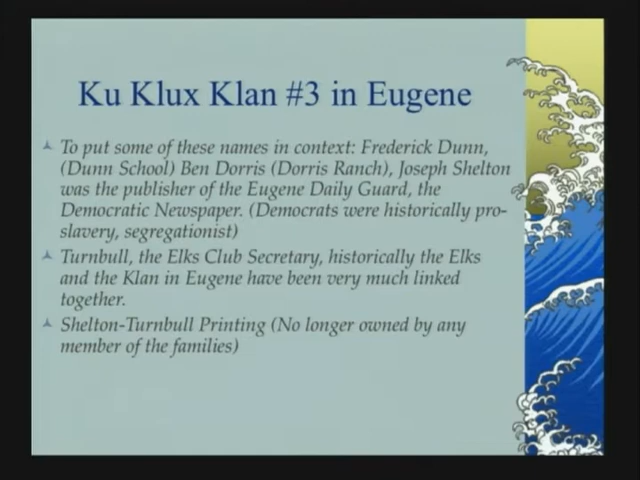 Ku Klux Klan #3 in Eugene
To put some of these names in context: Frederick Dunn,
(Dunn School) Ben Dorris (Dorris Ranch), Joseph Shelton
was the publisher of the Eugene Daily Guard, the
Democratic Newspaper. (Democrats were historically pro-
slavery, segregationist)
Turnbull, the Elks Club Secretary, historically the Elks
and the Klan in Eugene have been very much linked
together.
Shelton-Turnbull Printing (No longer owned by any
member of the families)